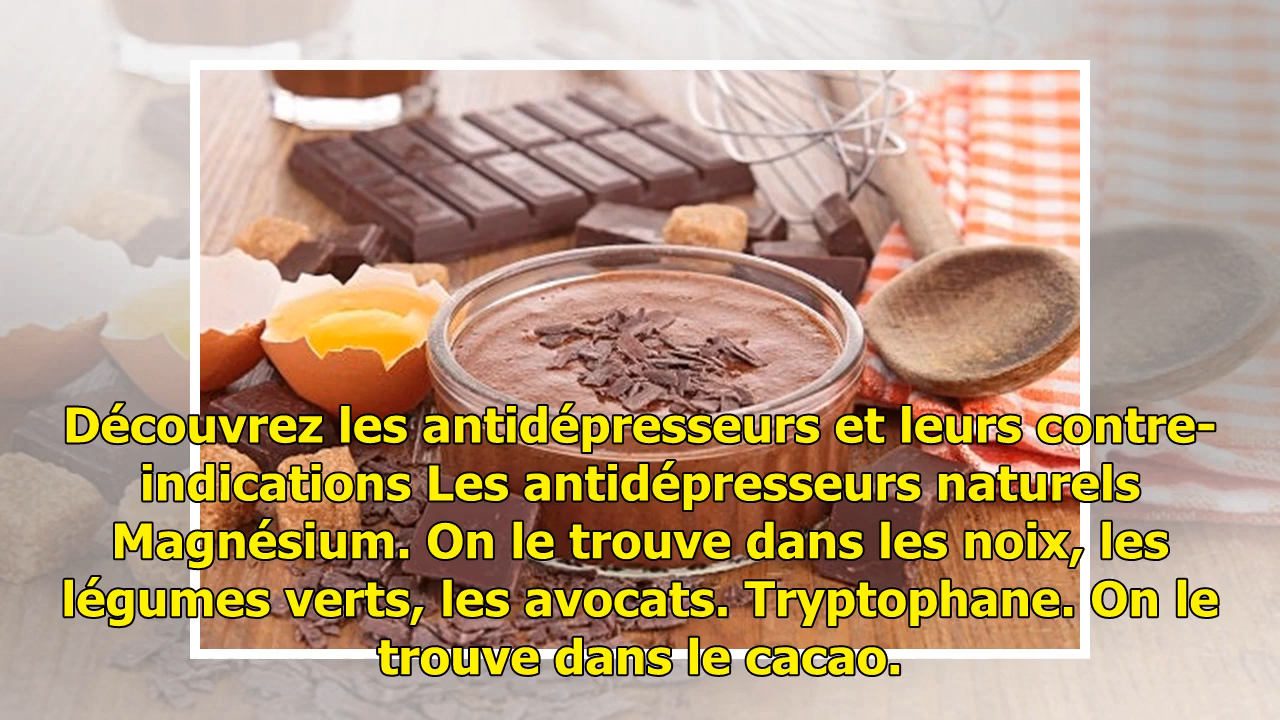 Découvrez les antidépresseurs et leurs contre-
indications Les antidépresseurs naturels
Magnésium. On le trouve dans les noix, les
légumes verts, les avocats. Tryptophane. On le
trouve dans le cacao.